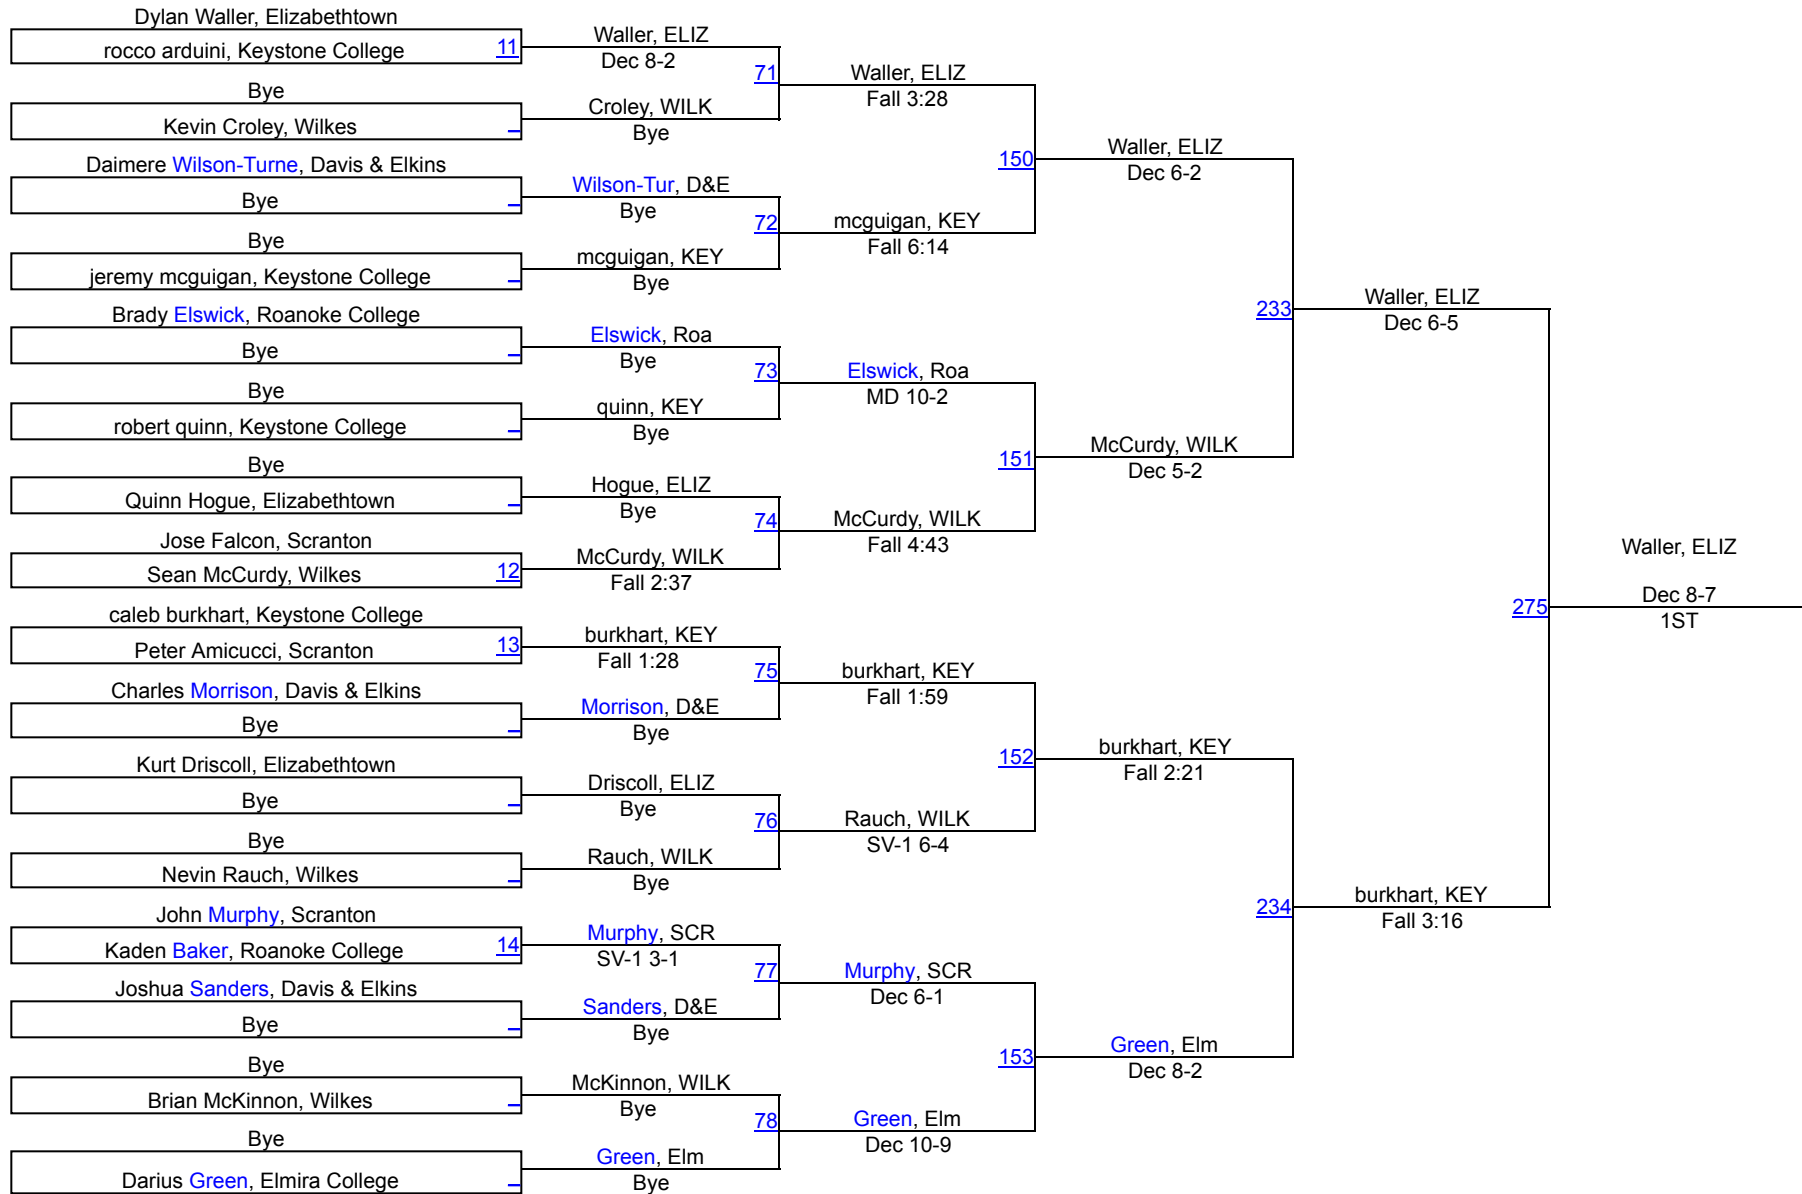 Dylan Waller, Elizabethtown
rocco arduini, Keystone College 11
Bye
Kevin Croley, Wilkes
Daimere Wilson-Turne, Davis & Elkins
Bye
Bye
jeremy mcguigan, Keystone College
Brady Elswick, Roanoke College
Bye
Bye
robert quinn, Keystone College
Bye
Quinn Hogue, Elizabethtown
Jose Falcon, Scranton
Sean McCurdy, Wilkes 12
caleb burkhart, Keystone College
Peter Amicucci, Scranton 13
Charles Morrison, Davis & Elkins
Bye
Kurt Driscoll, Elizabethtown
Bye
Bye
Nevin Rauch, Wilkes
John Murphy, Scranton
Kaden Baker, Roanoke College 14
Joshua Sanders, Davis & Elkins
Bye
Bye
Brian McKinnon, Wilkes
Bye
Darius Green, Elmira College
Waller, ELIZ
Dec 8-2
71
Croley, WILK
Bye
Wilson-Tur, D&E
Bye
72
mcguigan, KEY
Bye
Elswick, Roa
Bye
73
quinn, KEY
Bye
Hogue, ELIZ
Bye
74
McCurdy, WILK
Fall 2:37
burkhart, KEY
Fall 1:28
75
Morrison, D&E
Bye
Driscoll, ELIZ
Bye
76
Rauch, WILK
Bye
Murphy, SCR
SV-1 3-1
77
Sanders, D&E
Bye
McKinnon, WILK
Bye
78
Green, Elm
Bye
Waller, ELIZ
Fall 3:28
150
mcguigan, KEY
Fall 6:14
Elswick, Roa
MD 10-2
151
McCurdy, WILK
Fall 4:43
burkhart, KEY
Fall 1:59
152
Rauch, WILK
SV-1 6-4
Murphy, SCR
Dec 6-1
153
Green, Elm
Dec 10-9
Waller, ELIZ
Dec 6-2
233
McCurdy, WILK
Dec 5-2
burkhart, KEY
Fall 2:21
234
Green, Elm
Dec 8-2
Waller, ELIZ
Dec 6-5
275
burkhart, KEY
Fall 3:16
Waller, ELIZ
Dec 8-7
1ST